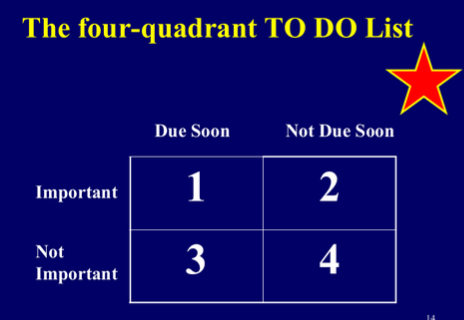 The four-quadrant TO DO List
Due Soon Not Due Soon
Important 1 2
Not
Important 3 4
14